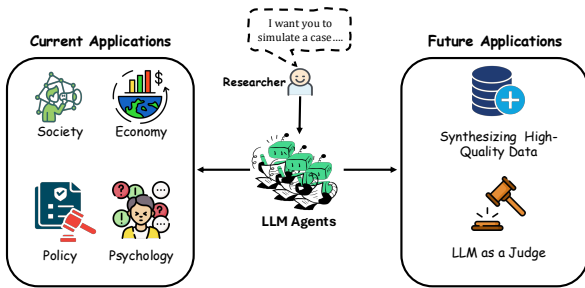 Current Applications
I want you to
simulate a case....
Future Applications
Researcher
$
Society
Economy
Synthesizing High-
Quality Data
LLM Agents
Policy
Psychology
LLM as a Judge